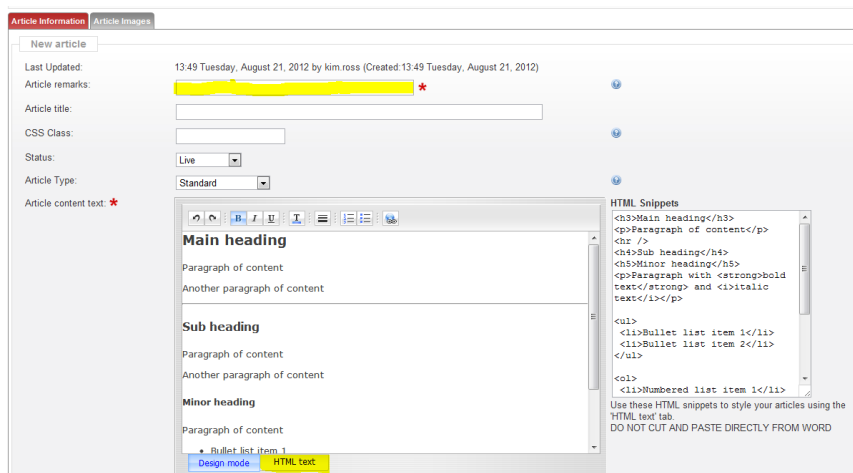 Article Information Article Images
New article
Last Updated: 13:49 Tuesday, August 21, 2012 by kim.ross (Created:13:49 Tuesday, August 21, 2012)
Article remarks: *
Article title:
CSS Class:
Status: Live
Article Type: Standard
Article content text: *
B I U T
Main heading
Paragraph of content
Another paragraph of content
Sub heading
Paragraph of content
Another paragraph of content
Minor heading
Paragraph of content
• Bullet list item 1
Design mode HTML text
HTML Snippets
<h3>Main heading</h3>
<p>Paragraph of content</p>
<hr />
<h4>Sub heading</h4>
<h5>Minor heading</h5>
<p>Paragraph with <strong>bold
text</strong> and <i>italic
text</i></p>
<ul>
<li>Bullet list item 1</li>
<li>Bullet list item 2</li>
</ul>
<ol>
<li>Numbered list item 1</li>
Use these HTML snippets to style your articles using the
'HTML text' tab.
DO NOT CUT AND PASTE DIRECTLY FROM WORD